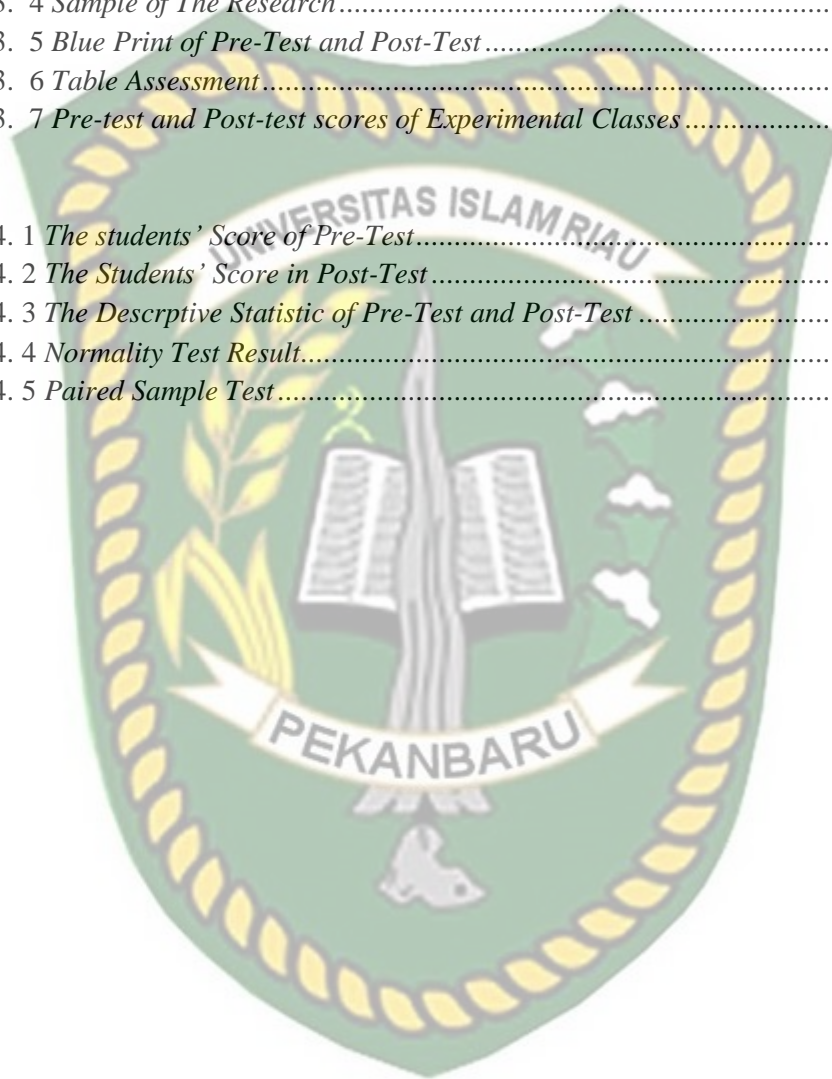 3. 4 Sample of The Research........................................
3. 5 Blue Print of Pre-Test and Post-Test........................................
3. 6 Table Assessment........................................
3. 7 Pre-test and Post-test scores of Experimental Classes........................................
4. 1 The students’ Score of Pre-Test........................................
4. 2 The Students’ Score in Post-Test........................................
4. 3 The Descrptive Statistic of Pre-Test and Post-Test ........................................
4. 4 Normality Test Result........................................
4. 5 Paired Sample Test........................................
UNIVERSITAS ISLAM RIAU
PEKANBARU